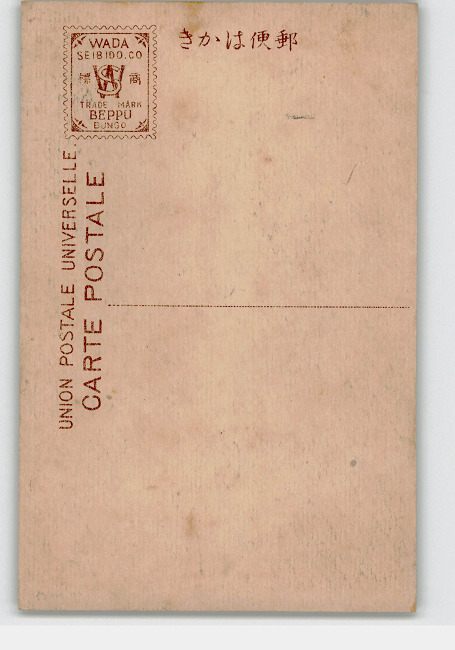 WADA
SEIBIDO.CO
標 商
TRADE MARK
BEPPU
BUNGO
きかは便郵
UNION POSTALE UNIVERSELLE.
CARTE POSTALE